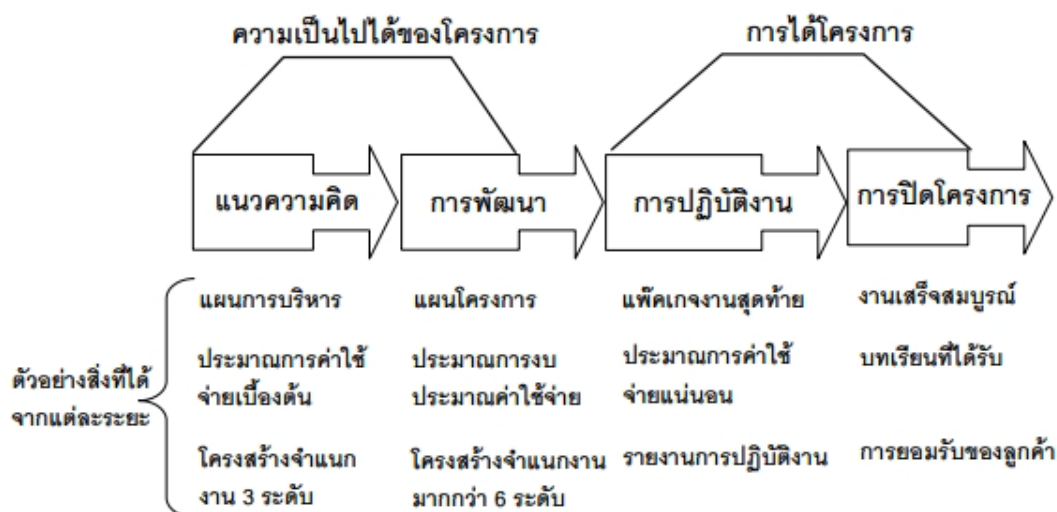 ความเป็นไปได้ของโครงการ
การได้โครงการ
แนวความคิด
การพัฒนา
การปฏิบัติงาน
การปิดโครงการ
ตัวอย่างสิ่งที่ได้
จากแต่ละระยะ
แผนการบริหาร
ประมาณการค่าใช้
จ่ายเบื้องต้น
โครงสร้างจำแนก
งาน 3 ระดับ
แผนโครงการ
ประมาณการงบ
ประมาณค่าใช้จ่าย
โครงสร้างจำแนกงาน
มากกว่า 6 ระดับ
แพ๊คเกจงานสุดท้าย
ประมาณการค่าใช้
จ่ายแน่นอน
รายงานการปฏิบัติงาน
งานเสร็จสมบูรณ์
บทเรียนที่ได้รับ
การยอมรับของลูกค้า